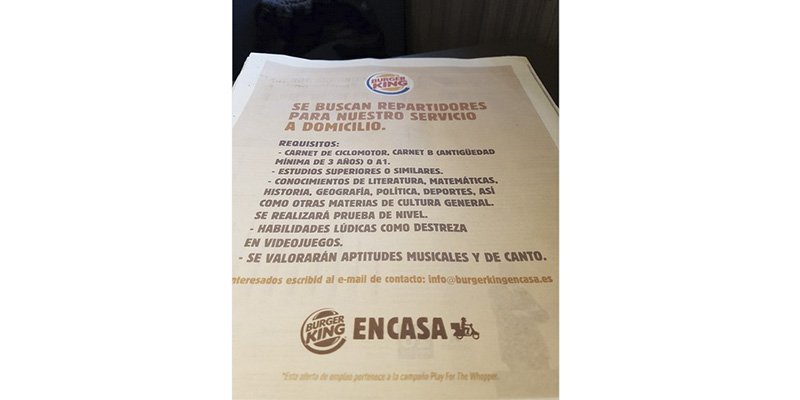 BURGER
KING
SE BUSCAN REPARTIDORES
PARA NUESTRO SERVICIO
A DOMICILIO.
REQUISITOS:
- CARNET DE CICLOMOTOR, CARNET B (ANTIGÜEDAD
MÍNIMA DE 3 AÑOS) O A1.
- ESTUDIOS SUPERIORES O SIMILARES.
- CONOCIMIENTOS DE LITERATURA, MATEMÁTICAS,
HISTORIA, GEOGRAFÍA, POLÍTICA, DEPORTES, ASÍ
COMO OTRAS MATERIAS DE CULTURA GENERAL.
SE REALIZARÁ PRUEBA DE NIVEL.
- HABILIDADES LÚDICAS COMO DESTREZA
EN VIDEOJUEGOS.
- SE VALORARÁN APTITUDES MUSICALES Y DE CANTO.
nteresados escribid al e-mail de contacto: info@burgerkingencasa.es
BURGER
KING
EN CASA
*Esta oferta de empleo pertenece a la campaña Play For The Whopper.